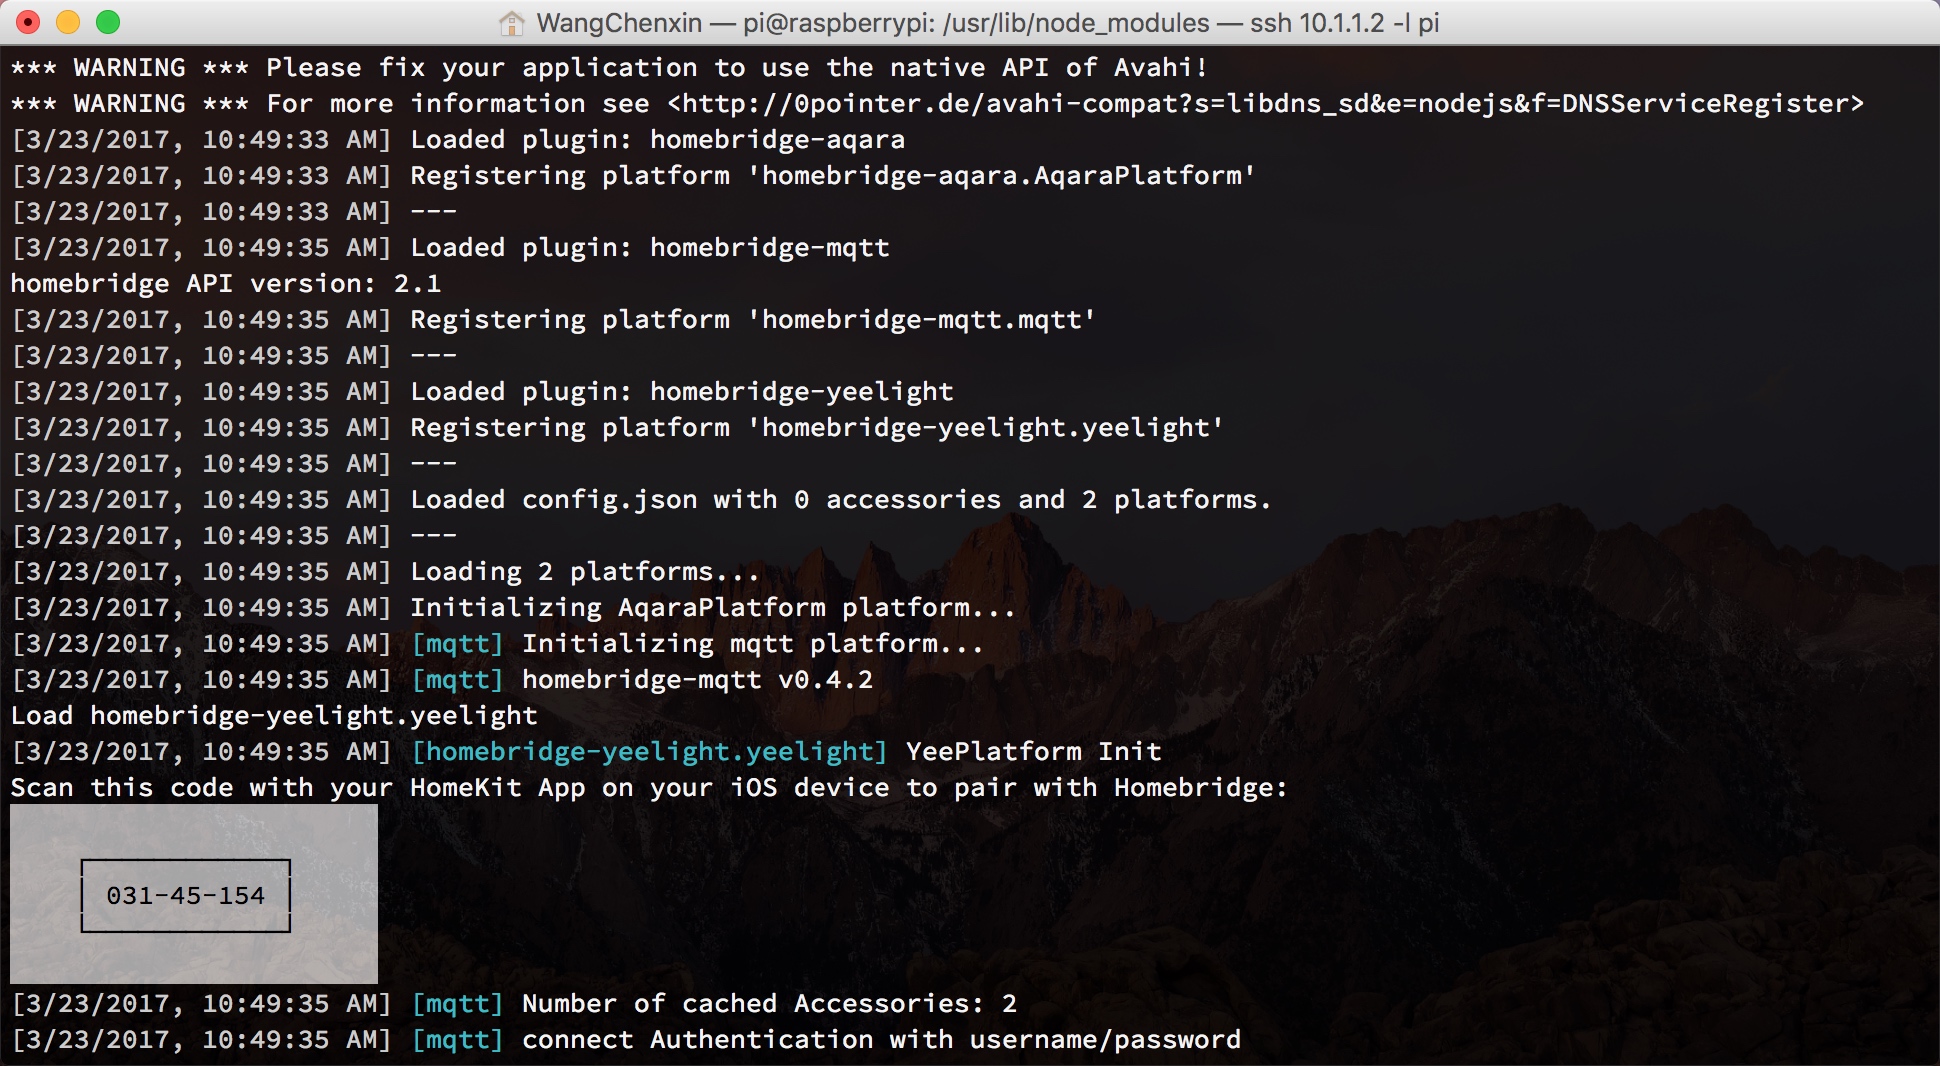 WangChenxin — pi@raspberrypi: /usr/lib/node_modules — ssh 10.1.1.2 -l pi
*** WARNING *** Please fix your application to use the native API of Avahi!
*** WARNING *** For more information see <http://0pointer.de/avahi-compat?s=libdns_sd&e=nodejs&f=DNSServiceRegister>
[3/23/2017, 10:49:33 AM] Loaded plugin: homebridge-aqara
[3/23/2017, 10:49:33 AM] Registering platform 'homebridge-aqara.AqaraPlatform'
[3/23/2017, 10:49:33 AM] ---
[3/23/2017, 10:49:35 AM] Loaded plugin: homebridge-mqtt
homebridge API version: 2.1
[3/23/2017, 10:49:35 AM] Registering platform 'homebridge-mqtt.mqtt'
[3/23/2017, 10:49:35 AM] ---
[3/23/2017, 10:49:35 AM] Loaded plugin: homebridge-yeelight
[3/23/2017, 10:49:35 AM] Registering platform 'homebridge-yeelight.yeelight'
[3/23/2017, 10:49:35 AM] ---
[3/23/2017, 10:49:35 AM] Loaded config.json with 0 accessories and 2 platforms.
[3/23/2017, 10:49:35 AM] ---
[3/23/2017, 10:49:35 AM] Loading 2 platforms...
[3/23/2017, 10:49:35 AM] Initializing AqaraPlatform platform...
[3/23/2017, 10:49:35 AM] [mqtt] Initializing mqtt platform...
[3/23/2017, 10:49:35 AM] [mqtt] homebridge-mqtt v0.4.2
Load homebridge-yeelight.yeelight
[3/23/2017, 10:49:35 AM] [homebridge-yeelight.yeelight] YeePlatform Init
Scan this code with your HomeKit App on your iOS device to pair with Homebridge:
031-45-154
[3/23/2017, 10:49:35 AM] [mqtt] Number of cached Accessories: 2
[3/23/2017, 10:49:35 AM] [mqtt] connect Authentication with username/password